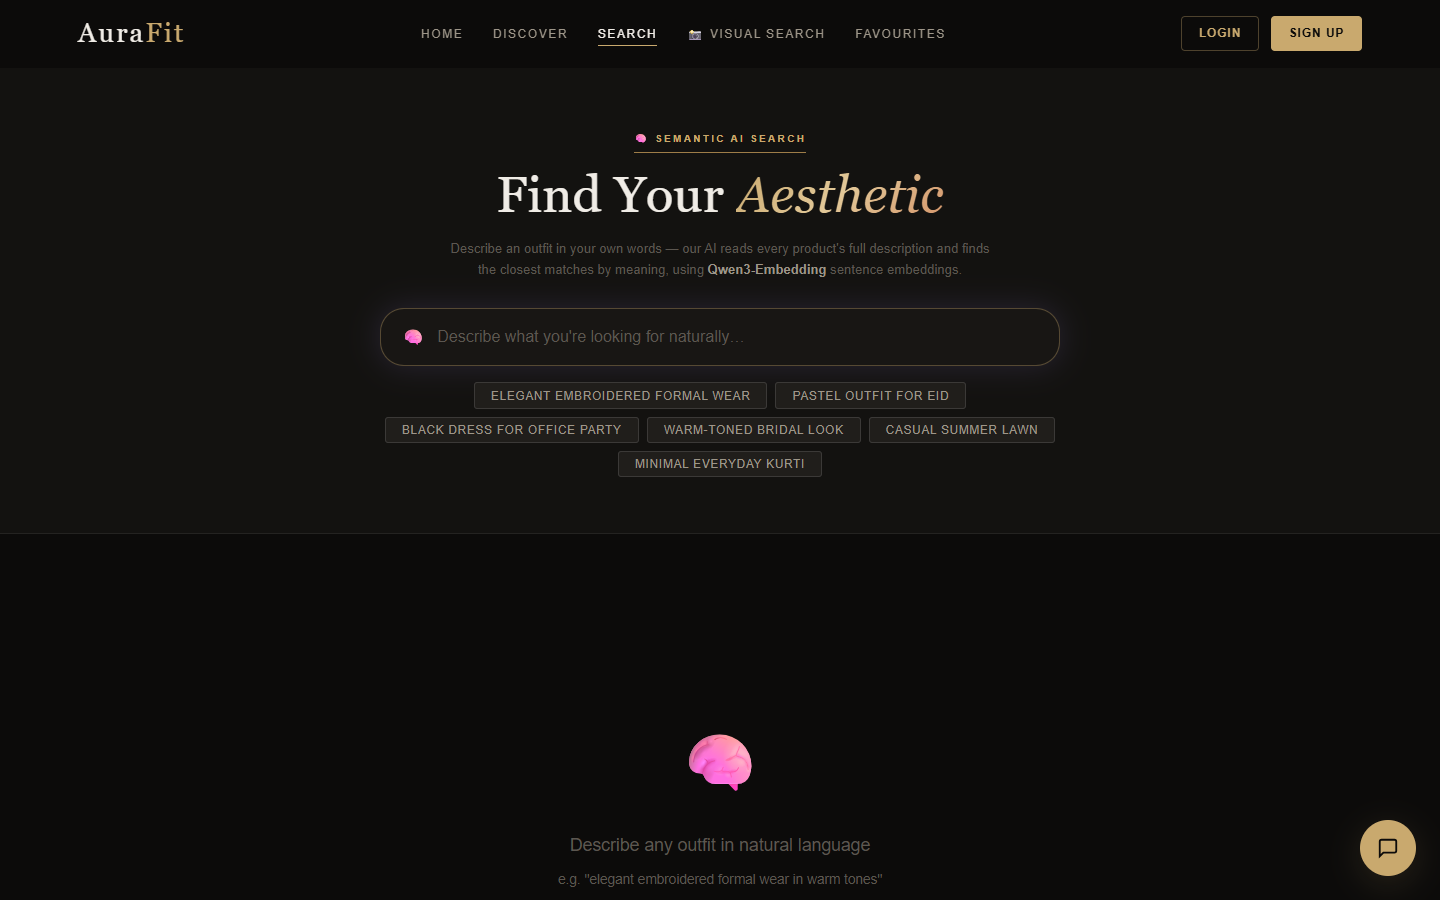 AuraFit
HOME
DISCOVER
SEARCH
VISUAL SEARCH
FAVOURITES
LOGIN
SIGN UP
SEMANTIC AI SEARCH
Find Your Aesthetic
Describe an outfit in your own words — our AI reads every product's full description and finds
the closest matches by meaning, using Qwen3-Embedding sentence embeddings.
Describe what you're looking for naturally...
ELEGANT EMBROIDERED FORMAL WEAR
PASTEL OUTFIT FOR EID
BLACK DRESS FOR OFFICE PARTY
WARM-TONED BRIDAL LOOK
CASUAL SUMMER LAWN
MINIMAL EVERYDAY KURTI
Describe any outfit in natural language
e.g. "elegant embroidered formal wear in warm tones"